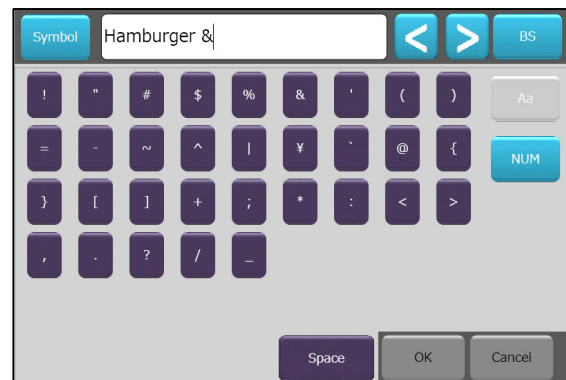 Symbol Hamburger & < > BS
! " # $ % & ' ( ) Aa
= - ~ ^ | ¥ ` @ { NUM
} [ ] + ; * : < >
, . ? / _
Space OK Cancel